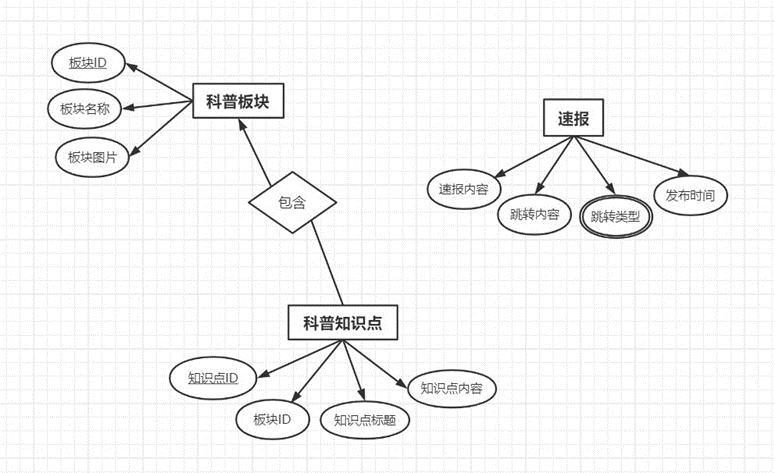 板块ID
科普板块
板块名称
板块图片
速报
速报内容
跳转内容
跳转类型
发布时间
包含
科普知识点
知识点ID
板块ID
知识点标题
知识点内容